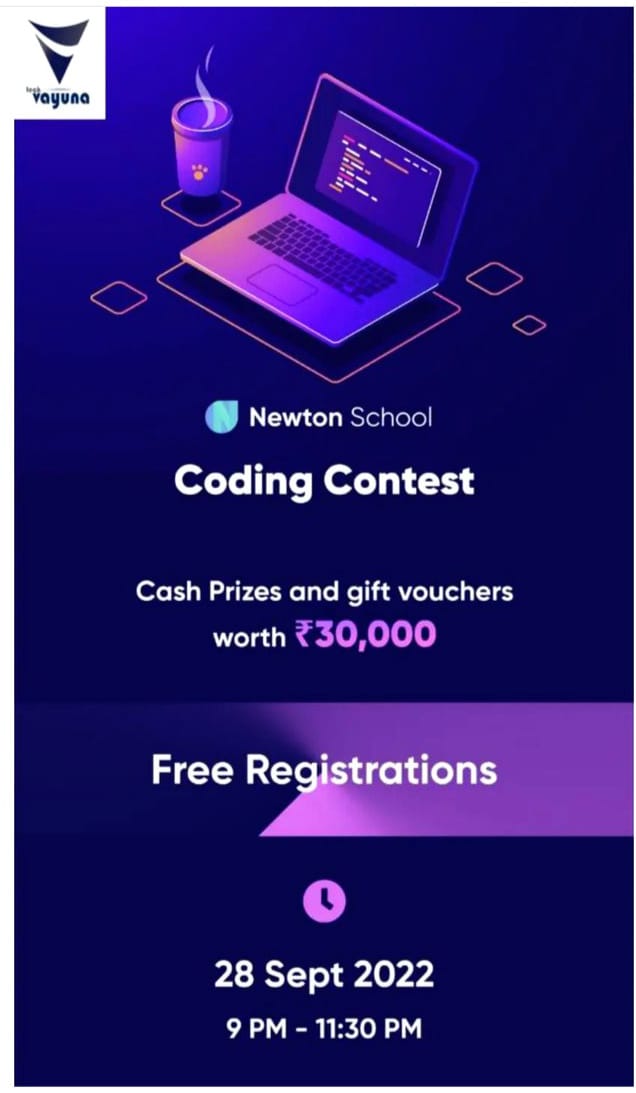 tech
vayuna
Newton School
Coding Contest
Cash Prizes and gift vouchers
worth ₹30,000
Free Registrations
28 Sept 2022
9 PM - 11:30 PM